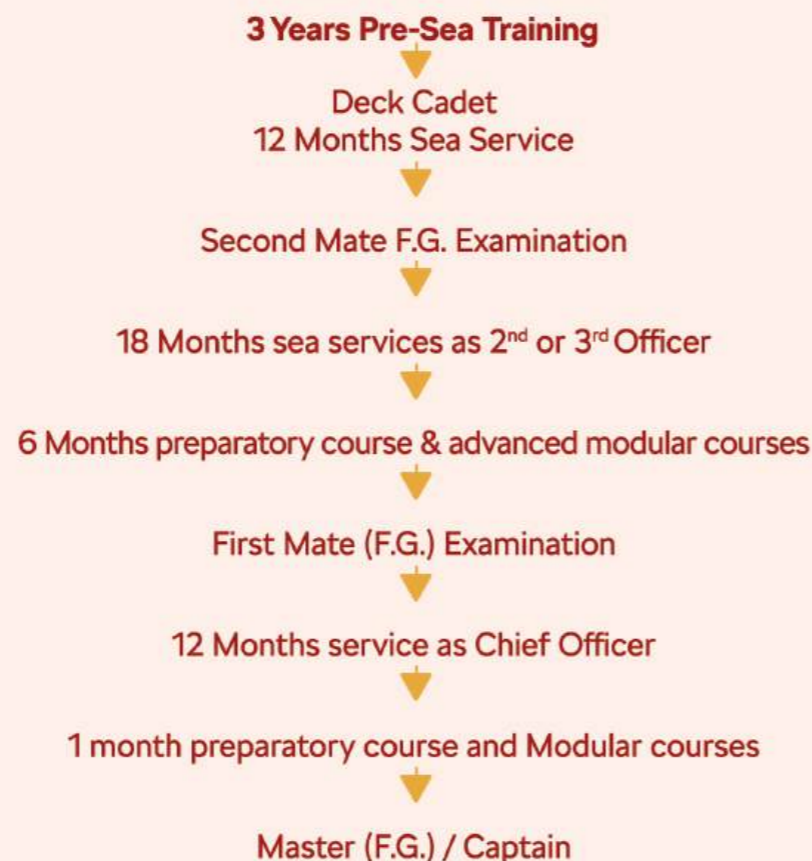 3 Years Pre-Sea Training
Deck Cadet
12 Months Sea Service
Second Mate F.G. Examination
18 Months sea services as 2nd or 3rd Officer
6 Months preparatory course & advanced modular courses
First Mate (F.G.) Examination
12 Months service as Chief Officer
1 month preparatory course and Modular courses
Master (F.G.) / Captain